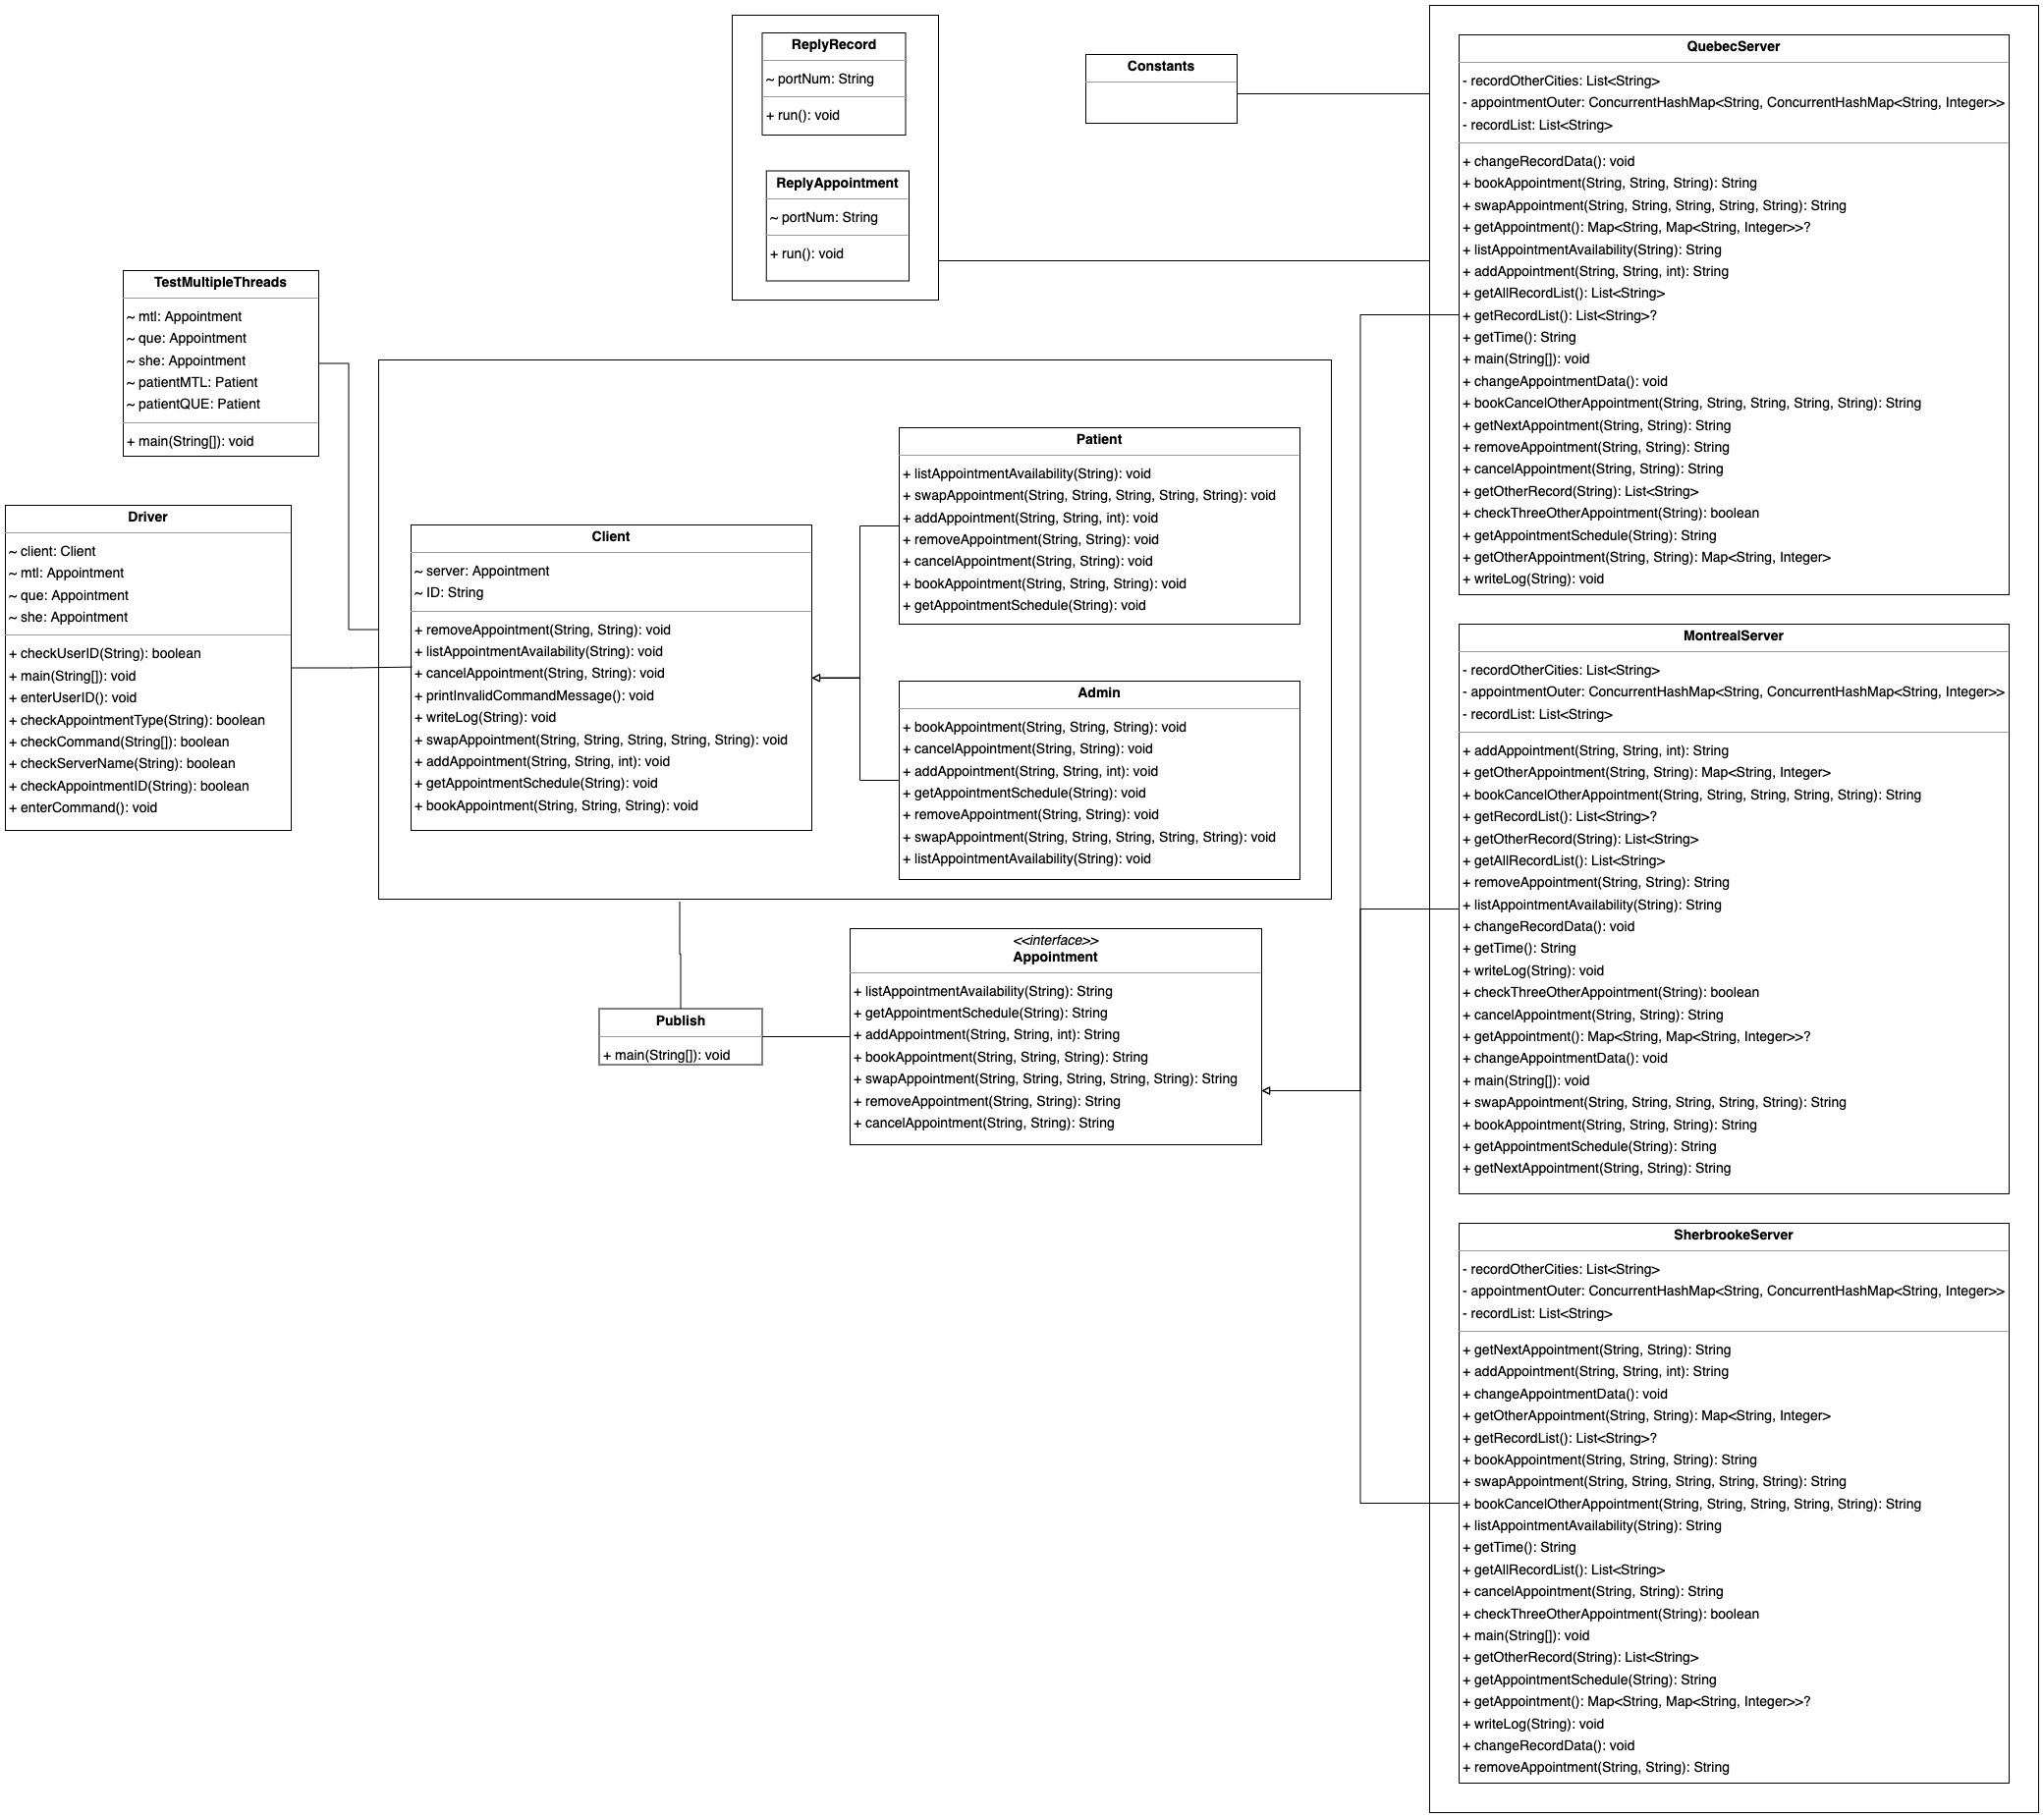 ReplyRecord
~ portNum: String
+ run(): void
ReplyAppointment
~ portNum: String
+ run(): void
Constants
TestMultipleThreads
~ mtl: Appointment
~ que: Appointment
~ she: Appointment
~ patientMTL: Patient
~ patientQUE: Patient
+ main(String[]): void
Driver
~ client: Client
~ mtl: Appointment
~ que: Appointment
~ she: Appointment
+ checkUserID(String): boolean
+ main(String[]): void
+ enterUserID(): void
+ checkAppointmentType(String): boolean
+ checkCommand(String[]): boolean
+ checkServerName(String): boolean
+ checkAppointmentID(String): boolean
+ enterCommand(): void
Client
~ server: Appointment
~ ID: String
+ removeAppointment(String, String): void
+ listAppointmentAvailability(String): void
+ cancelAppointment(String, String): void
+ printInvalidCommandMessage(): void
+ writeLog(String): void
+ swapAppointment(String, String, String, String, String): void
+ addAppointment(String, String, int): void
+ getAppointmentSchedule(String): void
+ bookAppointment(String, String, String): void
Patient
+ listAppointmentAvailability(String): void
+ swapAppointment(String, String, String, String, String): void
+ addAppointment(String, String, int): void
+ removeAppointment(String, String): void
+ cancelAppointment(String, String): void
+ bookAppointment(String, String, String): void
+ getAppointmentSchedule(String): void
Admin
+ bookAppointment(String, String, String): void
+ cancelAppointment(String, String): void
+ addAppointment(String, String, int): void
+ getAppointmentSchedule(String): void
+ removeAppointment(String, String): void
+ swapAppointment(String, String, String, String, String): void
+ listAppointmentAvailability(String): void
Publish
+ main(String[]): void
<<interface>>
Appointment
+ listAppointmentAvailability(String): String
+ getAppointmentSchedule(String): String
+ addAppointment(String, String, int): String
+ bookAppointment(String, String, String): String
+ swapAppointment(String, String, String, String, String): String
+ removeAppointment(String, String): String
+ cancelAppointment(String, String): String
QuebecServer
- recordOtherCities: List<String>
- appointmentOuter: ConcurrentHashMap<String, ConcurrentHashMap<String, Integer>>
- recordList: List<String>
+ changeRecordData(): void
+ bookAppointment(String, String, String): String
+ swapAppointment(String, String, String, String, String): String
+ getAppointment(): Map<String, Map<String, Integer>>?
+ listAppointmentAvailability(String): String
+ addAppointment(String, String, int): String
+ getAllRecordList(): List<String>
+ getRecordList(): List<String>?
+ getTime(): String
+ main(String[]): void
+ changeAppointmentData(): void
+ bookCancelOtherAppointment(String, String, String, String, String): String
+ getNextAppointment(String, String): String
+ removeAppointment(String, String): String
+ cancelAppointment(String, String): String
+ getOtherRecord(String): List<String>
+ checkThreeOtherAppointment(String): boolean
+ getAppointmentSchedule(String): String
+ getOtherAppointment(String, String): Map<String, Integer>
+ writeLog(String): void
MontrealServer
- recordOtherCities: List<String>
- appointmentOuter: ConcurrentHashMap<String, ConcurrentHashMap<String, Integer>>
- recordList: List<String>
+ addAppointment(String, String, int): String
+ getOtherAppointment(String, String): Map<String, Integer>
+ bookCancelOtherAppointment(String, String, String, String, String): String
+ getRecordList(): List<String>?
+ getOtherRecord(String): List<String>
+ getAllRecordList(): List<String>
+ removeAppointment(String, String): String
+ listAppointmentAvailability(String): String
+ changeRecordData(): void
+ getTime(): String
+ writeLog(String): void
+ checkThreeOtherAppointment(String): boolean
+ cancelAppointment(String, String): String
+ getAppointment(): Map<String, Map<String, Integer>>?
+ changeAppointmentData(): void
+ main(String[]): void
+ swapAppointment(String, String, String, String, String): String
+ bookAppointment(String, String, String): String
+ getAppointmentSchedule(String): String
+ getNextAppointment(String, String): String
SherbrookeServer
- recordOtherCities: List<String>
- appointmentOuter: ConcurrentHashMap<String, ConcurrentHashMap<String, Integer>>
- recordList: List<String>
+ getNextAppointment(String, String): String
+ addAppointment(String, String, int): String
+ changeAppointmentData(): void
+ getOtherAppointment(String, String): Map<String, Integer>
+ getRecordList(): List<String>?
+ bookAppointment(String, String, String): String
+ swapAppointment(String, String, String, String, String): String
+ bookCancelOtherAppointment(String, String, String, String, String): String
+ listAppointmentAvailability(String): String
+ getTime(): String
+ getAllRecordList(): List<String>
+ cancelAppointment(String, String): String
+ checkThreeOtherAppointment(String): boolean
+ main(String[]): void
+ getOtherRecord(String): List<String>
+ getAppointmentSchedule(String): String
+ getAppointment(): Map<String, Map<String, Integer>>?
+ writeLog(String): void
+ changeRecordData(): void
+ removeAppointment(String, String): String